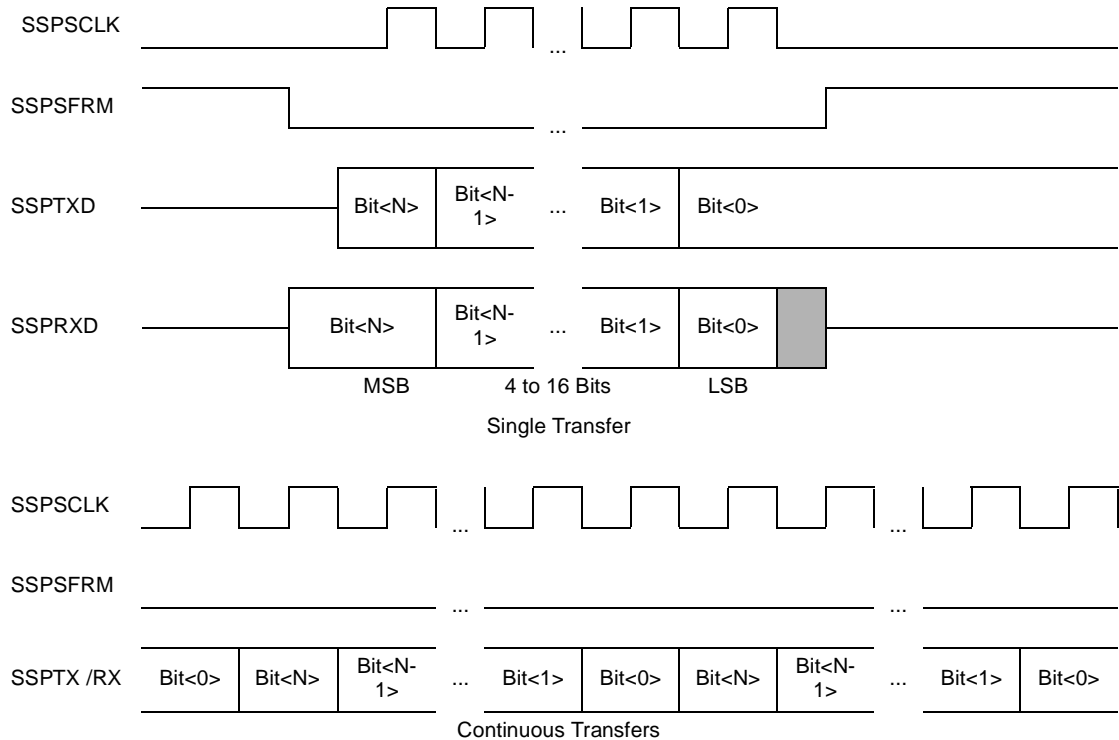 SSPSCLK
...
SSPSFRM
...
SSPTXD
Bit<N>
Bit<N-
1>
...
Bit<1>
Bit<0>
SSPRXD
Bit<N>
Bit<N-
1>
...
Bit<1>
Bit<0>
MSB
4 to 16 Bits
LSB
Single Transfer
SSPSCLK
...
...
SSPSFRM
...
...
SSPTX /RX
Bit<0>
Bit<N>
Bit<N-
1>
...
Bit<1>
Bit<0>
Bit<N>
Bit<N-
1>
...
Bit<1>
Bit<0>
Continuous Transfers